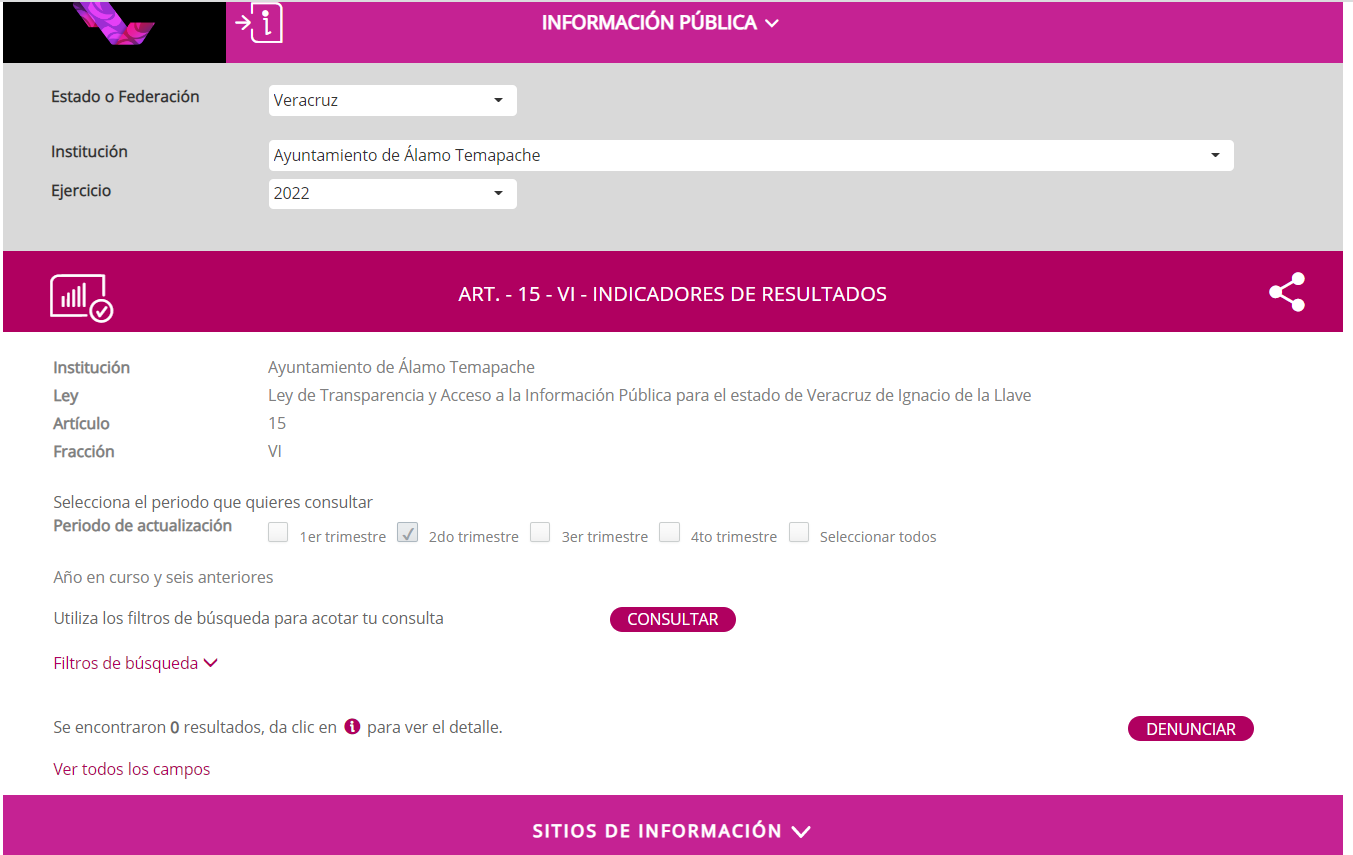 INFORMACIÓN PÚBLICA
Estado o Federación Veracruz
Institución Ayuntamiento de Álamo Temapache
Ejercicio 2022
ART. - 15 - VI - INDICADORES DE RESULTADOS
Institución Ayuntamiento de Álamo Temapache
Ley Ley de Transparencia y Acceso a la Información Pública para el estado de Veracruz de Ignacio de la Llave
Artículo 15
Fracción VI
Selecciona el periodo que quieres consultar
Periodo de actualización 1er trimestre 2do trimestre 3er trimestre 4to trimestre Seleccionar todos
Año en curso y seis anteriores
Utiliza los filtros de búsqueda para acotar tu consulta CONSULTAR
Filtros de búsqueda
Se encontraron 0 resultados, da clic en para ver el detalle. DENUNCIAR
Ver todos los campos
SITIOS DE INFORMACIÓN